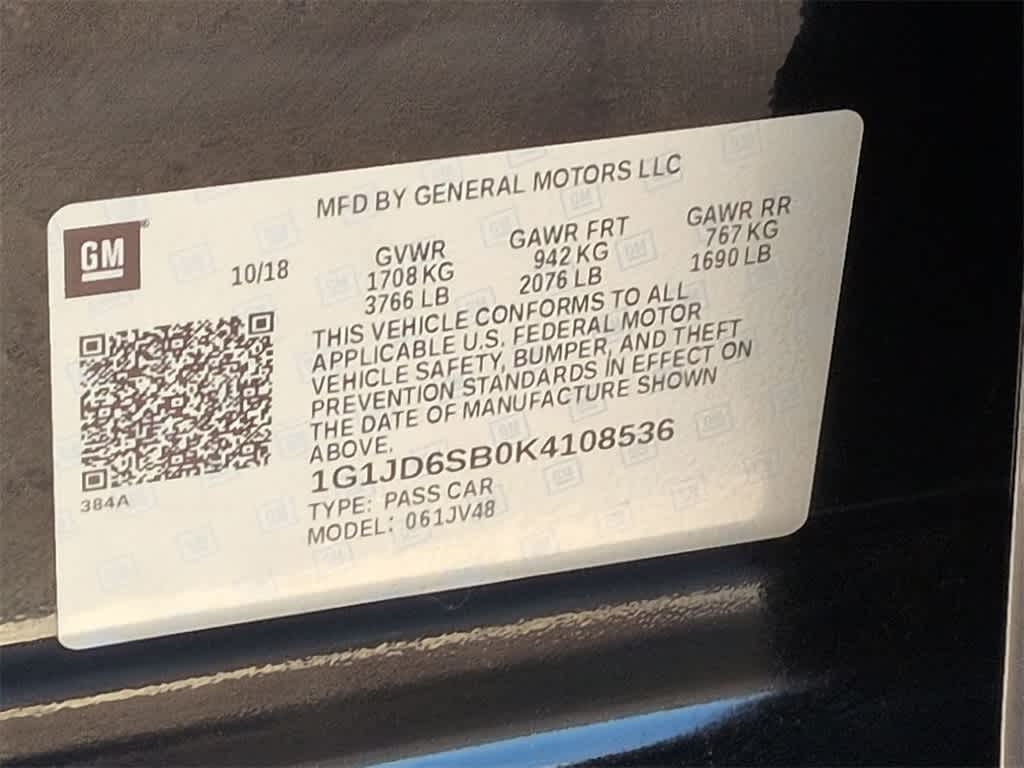 MFD BY GENERAL MOTORS LLC
GM®
10/18
GVWR
1708 KG
3766 LB
GAWR FRT
942 KG
2076 LB
GAWR RR
767 KG
1690 LB
THIS VEHICLE CONFORMS TO ALL
APPLICABLE U.S. FEDERAL MOTOR
VEHICLE SAFETY, BUMPER, AND THEFT
PREVENTION STANDARDS IN EFFECT ON
THE DATE OF MANUFACTURE SHOWN
ABOVE.
1G1JD6SB0K4108536
TYPE: PASS CAR
MODEL: 061JV48
384A